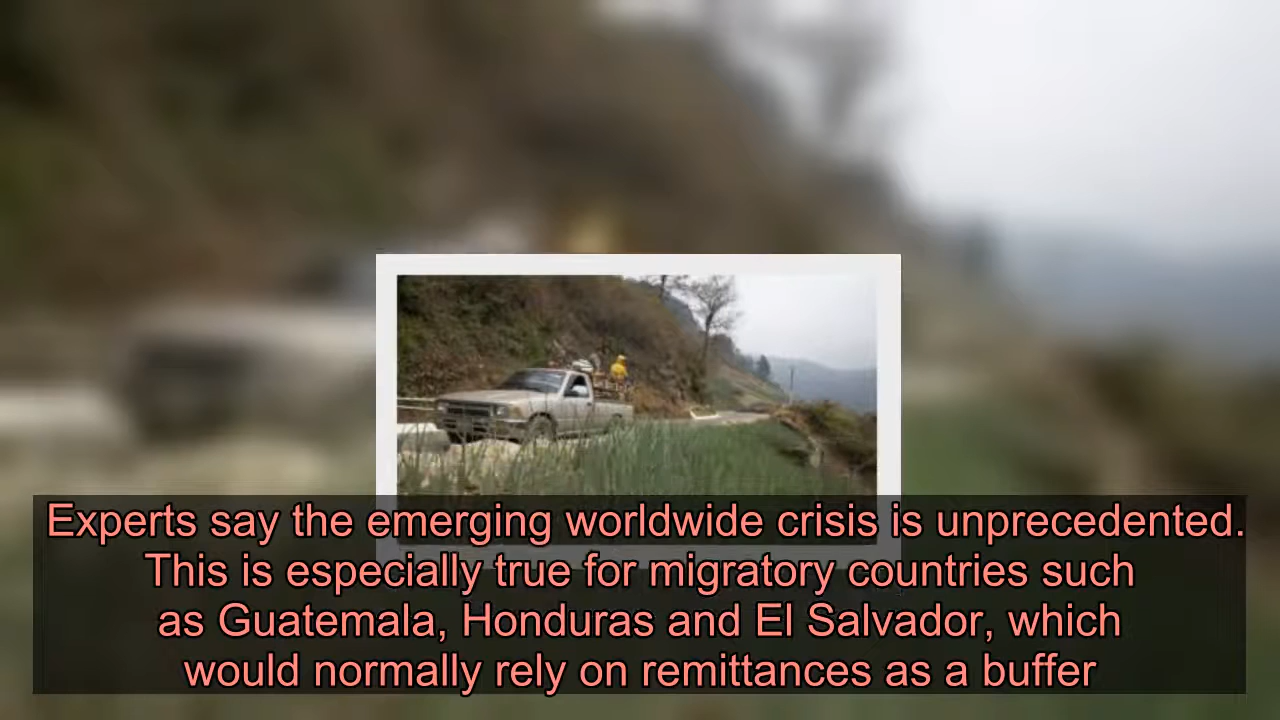 Experts say the emerging worldwide crisis is unprecedented.
This is especially true for migratory countries such
as Guatemala, Honduras and El Salvador, which
would normally rely on remittances as a buffer